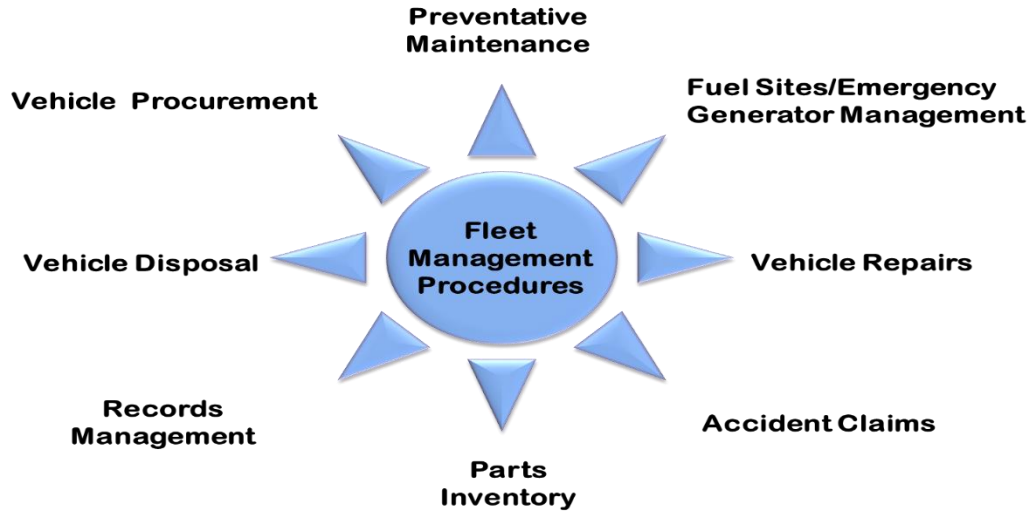 Preventative
Maintenance
Vehicle Procurement
Fuel Sites/Emergency
Generator Management
Fleet
Management
Procedures
Vehicle Disposal
Vehicle Repairs
Records
Management
Accident Claims
Parts
Inventory